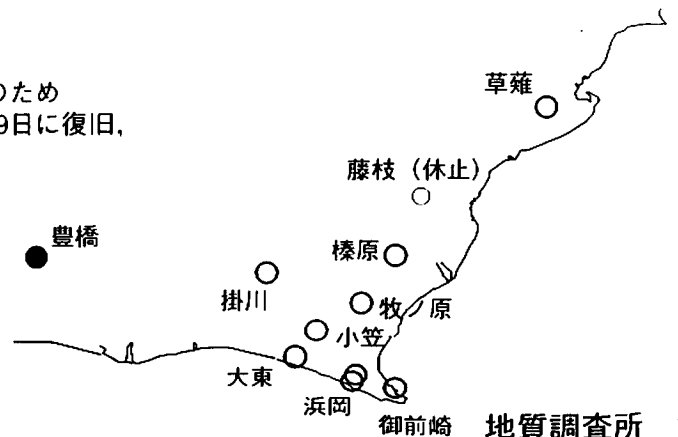 のため
9日に復旧,
草薙
藤枝（休止）
豊橋
榛原
掛川
牧ノ原
小笠
大東
浜岡
御前崎
地質調査所